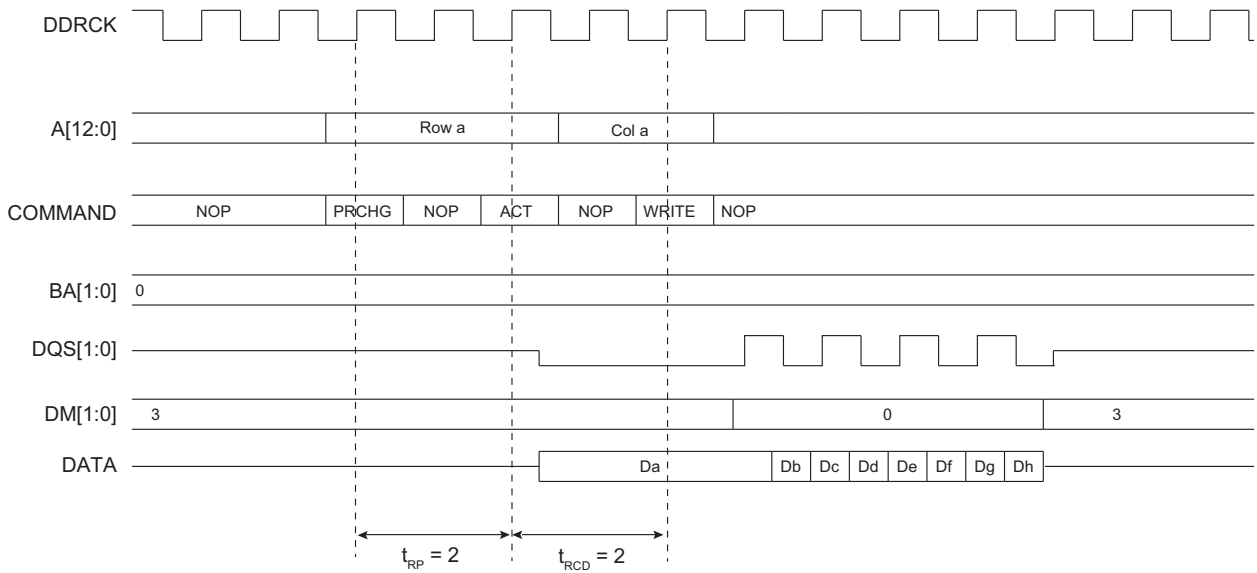 DDRCK
A[12:0] Row a Col a
COMMAND NOP PRCHG NOP ACT NOP WRITE NOP
BA[1:0] 0
DQS[1:0]
DM[1:0] 3 0 3
DATA Da Db Dc Dd De Df Dg Dh
tRP = 2 tRCD = 2